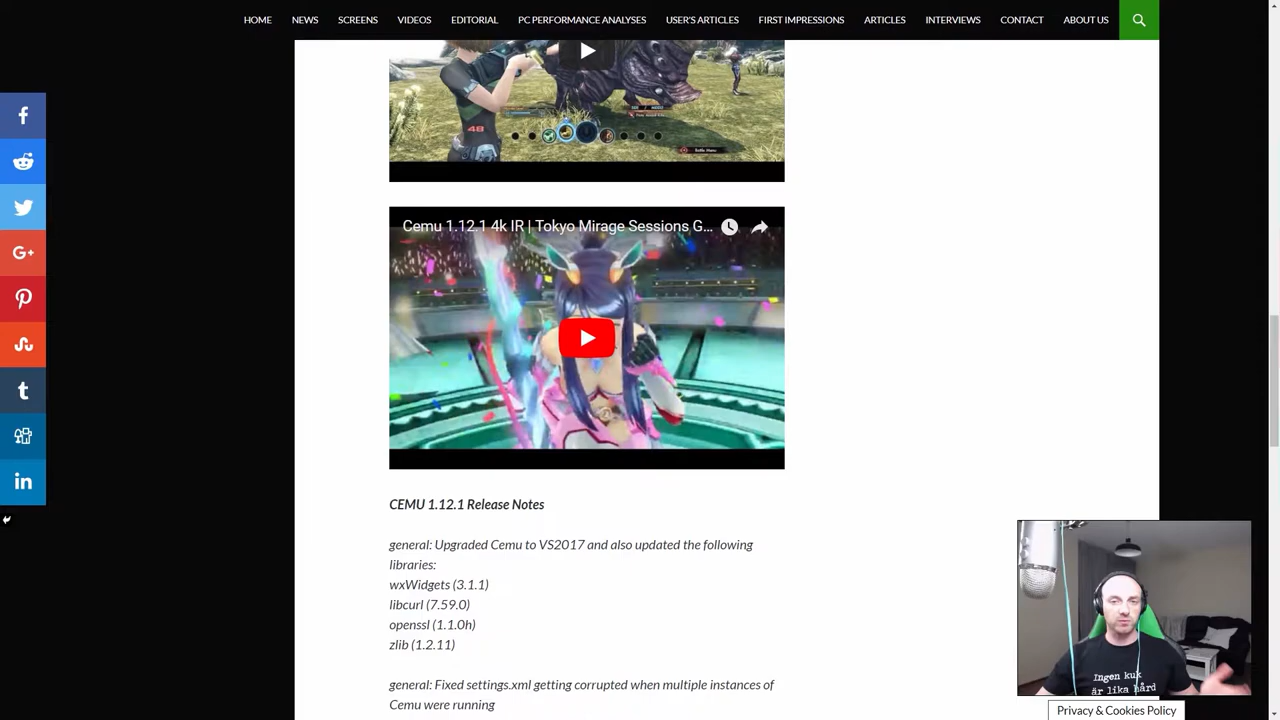 HOME NEWS SCREENS VIDEOS EDITORIAL PC PERFORMANCE ANALYSES USER'S ARTICLES FIRST IMPRESSIONS ARTICLES INTERVIEWS CONTACT ABOUT US
48
Battle Menu
Cemu 1.12.1 4k IR | Tokyo Mirage Sessions G...
CEMU 1.12.1 Release Notes
general: Upgraded Cemu to VS2017 and also updated the following
libraries:
wxWidgets (3.1.1)
libcurl (7.59.0)
openssl (1.1.0h)
zlib (1.2.11)
general: Fixed settings.xml getting corrupted when multiple instances of
Cemu were running
Ingen kuk
är lika hård
Privacy & Cookies Policy